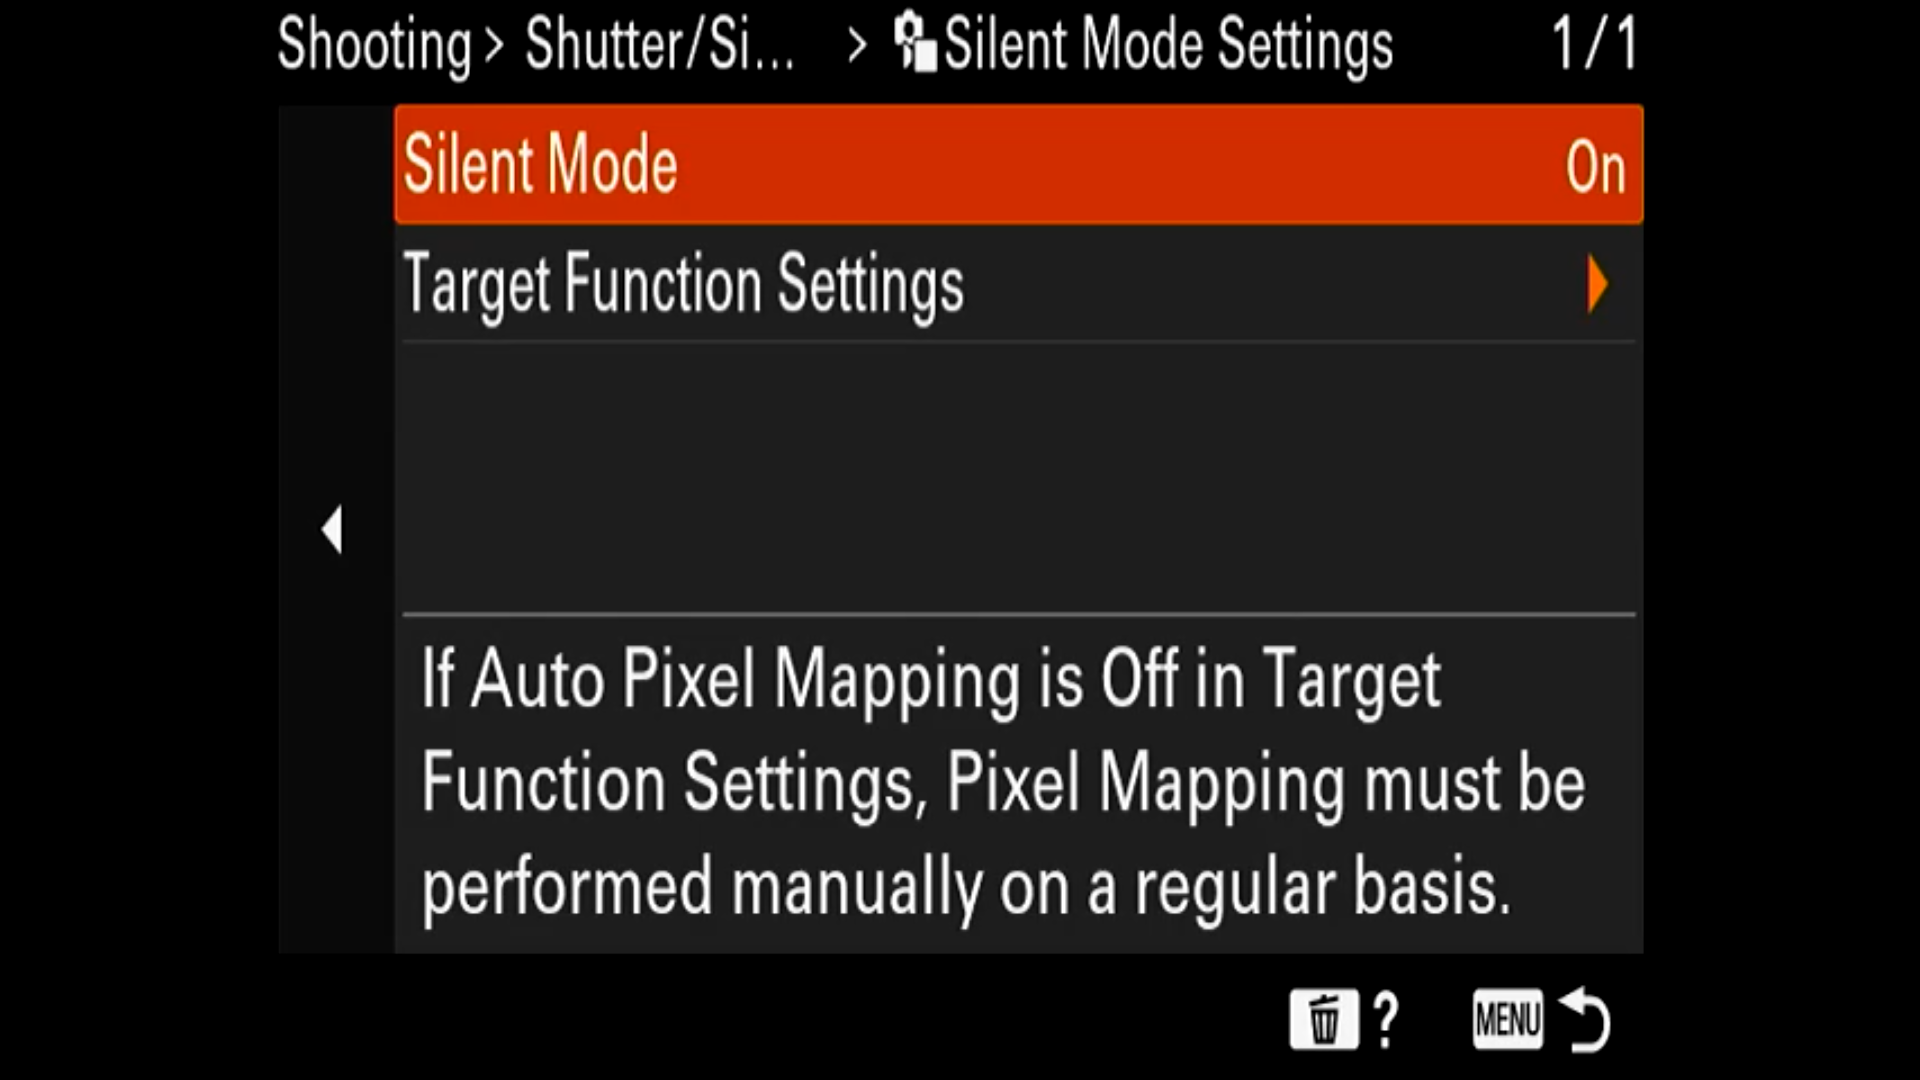 Shooting > Shutter/Si... > Silent Mode Settings 1/1
Silent Mode On
Target Function Settings
If Auto Pixel Mapping is Off in Target
Function Settings, Pixel Mapping must be
performed manually on a regular basis.
? MENU